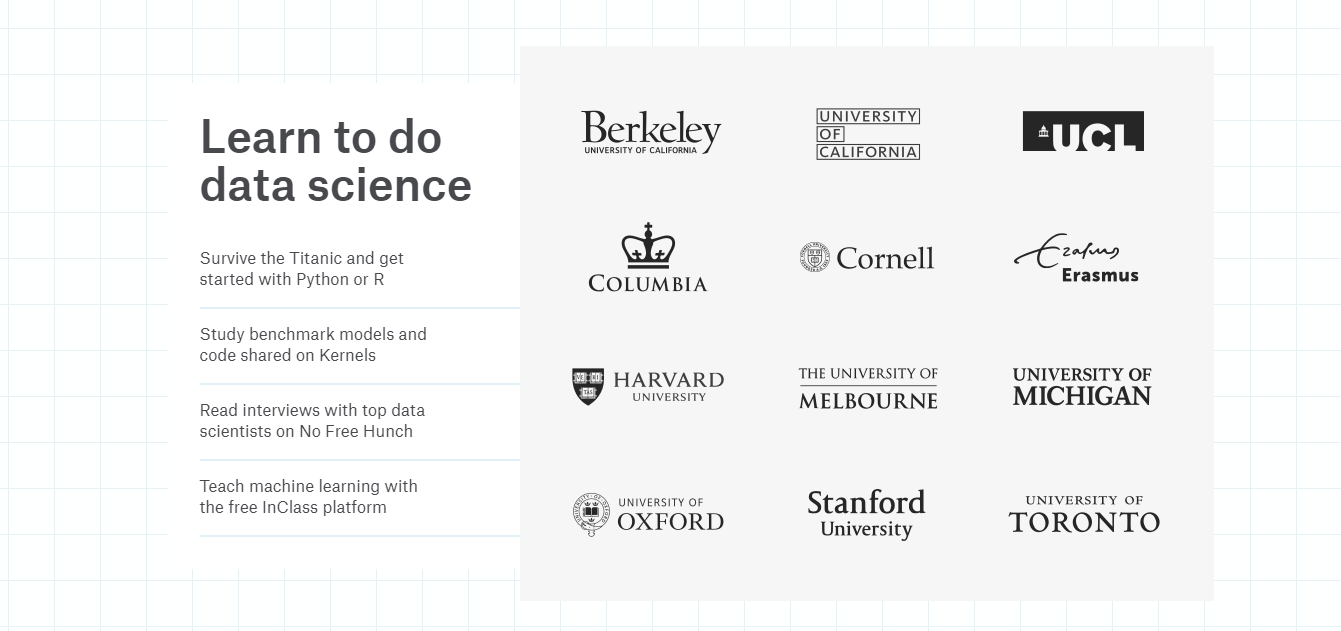 Learn to do
data science
Survive the Titanic and get
started with Python or R
Study benchmark models and
code shared on Kernels
Read interviews with top data
scientists on No Free Hunch
Teach machine learning with
the free InClass platform
Berkeley
UNIVERSITY OF CALIFORNIA
UNIVERSITY
OF
CALIFORNIA
UCL
COLUMBIA
Cornell
Erasmus
Erasmus
HARVARD
UNIVERSITY
THE UNIVERSITY OF
MELBOURNE
UNIVERSITY OF
MICHIGAN
UNIVERSITY OF
OXFORD
Stanford
University
UNIVERSITY OF
TORONTO